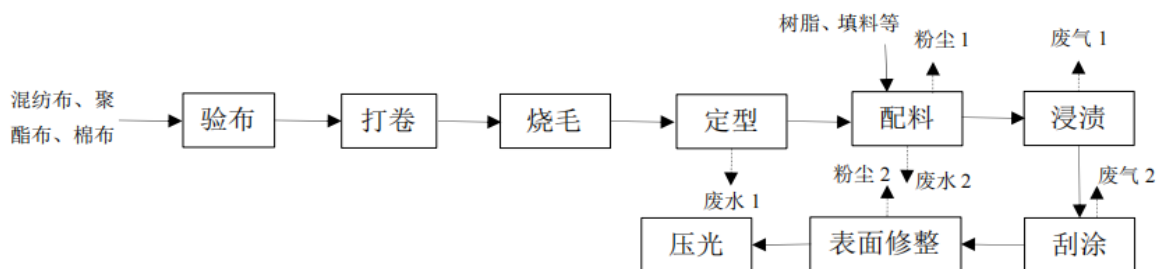 树脂、填料等
粉尘 1
废气 1
混纺布、聚
酯布、棉布
验布
打卷
烧毛
定型
配料
浸渍
废水 1
粉尘 2
废水 2
废气 2
压光
表面修整
刮涂